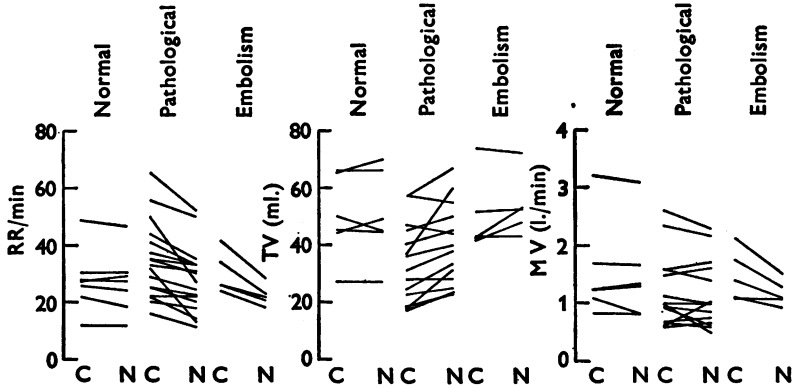 Normal
Pathological
Embolism
Normal
Pathological
Embolism
Normal
Pathological
Embolism
RR/min
80
60
40
20
0
C N C N C N
TV (ml.)
80
60
40
20
0
C N C N C N
MV (l./min)
4
3
2
1
0
C N C N C N